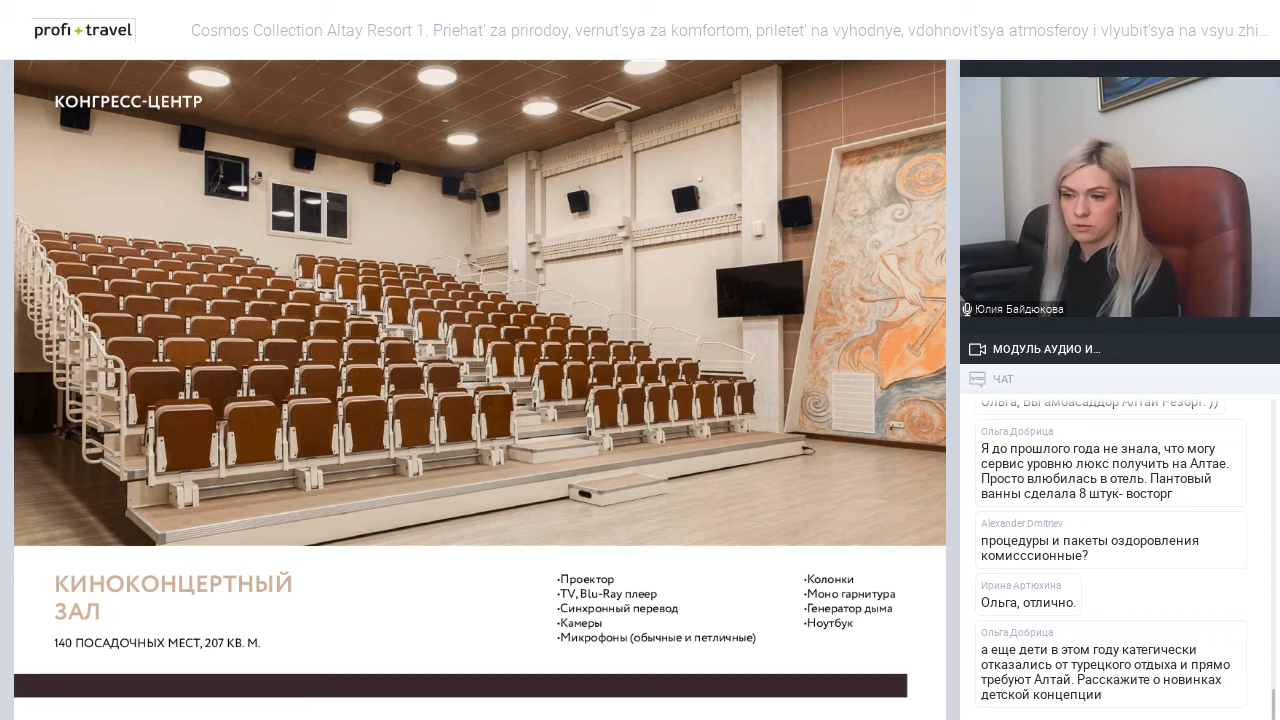 profi + travel
Cosmos Collection Altay Resort 1. Priehat' za prirodoy, vernut'sya za komfortom, priletet' na vyhodnye, vdohnovit'sya atmosferoy i vlyubit'sya na vsyu zhi...
КОНГРЕСС-ЦЕНТР
КИНОКОНЦЕРТНЫЙ
ЗАЛ
140 ПОСАДОЧНЫХ МЕСТ, 207 КВ. М.
•Проектор
•TV, Blu-Ray плеер
•Синхронный перевод
•Камеры
•Микрофоны (обычные и петличные)
•Колонки
•Моно гарнитура
•Генератор дыма
•Ноутбук
Юлия Байдюкова
МОДУЛЬ АУДИО И...
ЧАТ
Ольга, Вы амбасаддор Алтай Резорт. ))
Ольга Добрица
Я до прошлого года не знала, что могу
сервис уровню люкс получить на Алтае.
Просто влюбилась в отель. Пантовый
ванны сделала 8 штук- восторг
Alexander Dmitriev
процедуры и пакеты оздоровления
комисссионные?
Ирина Артюхина
Ольга, отлично.
Ольга Добрица
а еще дети в этом году категически
отказались от турецкого отдыха и прямо
требуют Алтай. Расскажите о новинках
детской концепции